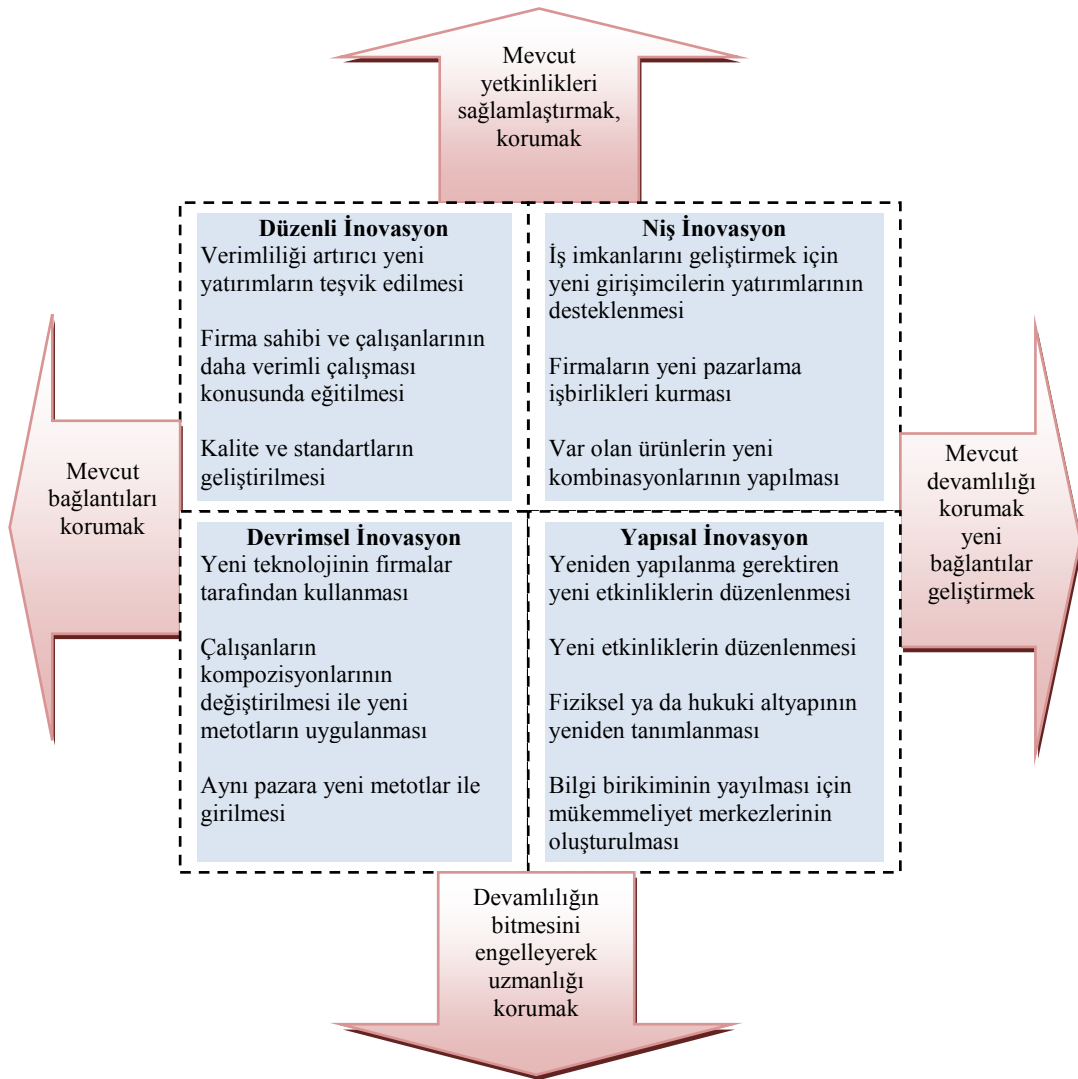 Mevcut
yetkinlikleri
sağlamlaştırmak,
korumak
Düzenli İnovasyon
Verimliliği artırıcı yeni
yatırımların teşvik edilmesi
Firma sahibi ve çalışanlarının
daha verimli çalışması
konusunda eğitilmesi
Kalite ve standartların
geliştirilmesi
Niş İnovasyon
İş imkanlarını geliştirmek için
yeni girişimcilerin yatırımlarının
desteklenmesi
Firmaların yeni pazarlama
işbirlikleri kurması
Var olan ürünlerin yeni
kombinasyonlarının yapılması
Mevcut
bağlantıları
korumak
Mevcut
devamlılığı
korumak
yeni
bağlantılar
geliştirmek
Devrimsel İnovasyon
Yeni teknolojinin firmalar
tarafından kullanması
Çalışanların
kompozisyonlarının
değiştirilmesi ile yeni
metotların uygulanması
Aynı pazara yeni metotlar ile
girilmesi
Yapısal İnovasyon
Yeniden yapılanma gerektiren
yeni etkinliklerin düzenlenmesi
Yeni etkinliklerin düzenlenmesi
Fiziksel ya da hukuki altyapının
yeniden tanımlanması
Bilgi birikiminin yayılması için
mükemmeliyet merkezlerinin
oluşturulması
Devamlılığın
bitmesini
engelleyerek
uzmanlığı
korumak